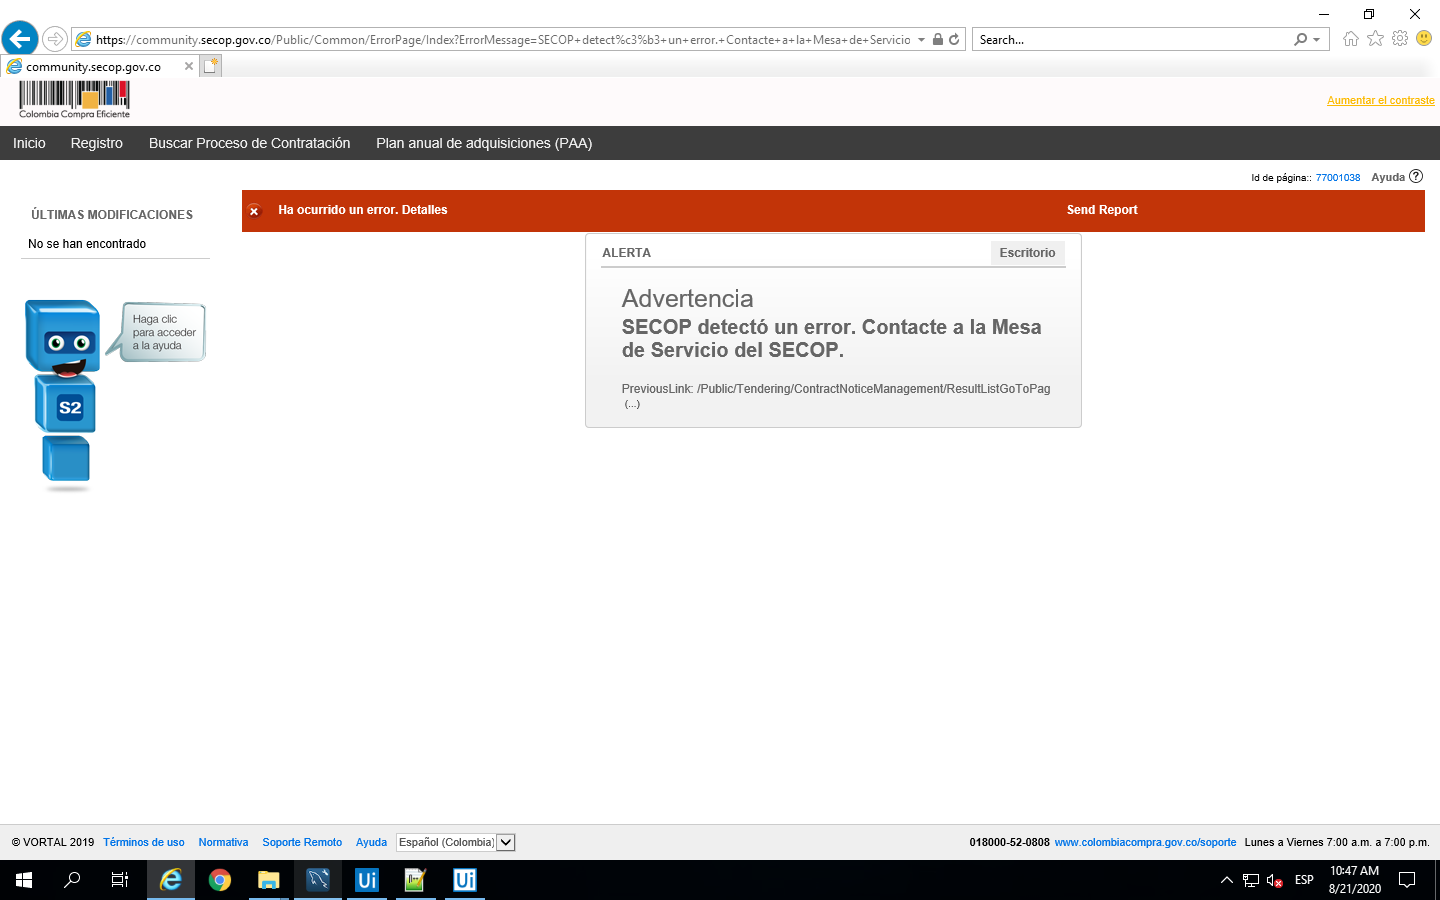 https://community.secop.gov.co/Public/Common/ErrorPage/Index?ErrorMessage=SECOP+detect%c3%b3+un+error.+Contacte+a+la+Mesa+de+Servicio
Search...
community.secop.gov.co
Colombia Compra Eficiente
Aumentar el contraste
Inicio Registro Buscar Proceso de Contratación Plan anual de adquisiciones (PAA)
Id de página:: 77001038 Ayuda ?
ÚLTIMAS MODIFICACIONES
No se han encontrado
Ha ocurrido un error. Detalles Send Report
ALERTA Escritorio
Advertencia
SECOP detectó un error. Contacte a la Mesa
de Servicio del SECOP.
PreviousLink: /Public/Tendering/ContractNoticeManagement/ResultListGoToPag
(...)
Haga clic
para acceder
a la ayuda
S2
© VORTAL 2019 Términos de uso Normativa Soporte Remoto Ayuda Español (Colombia) 018000-52-0808 www.colombiacompra.gov.co/soporte Lunes a Viernes 7:00 a.m. a 7:00 p.m.
Ui
Ui
ESP
10:47 AM
8/21/2020